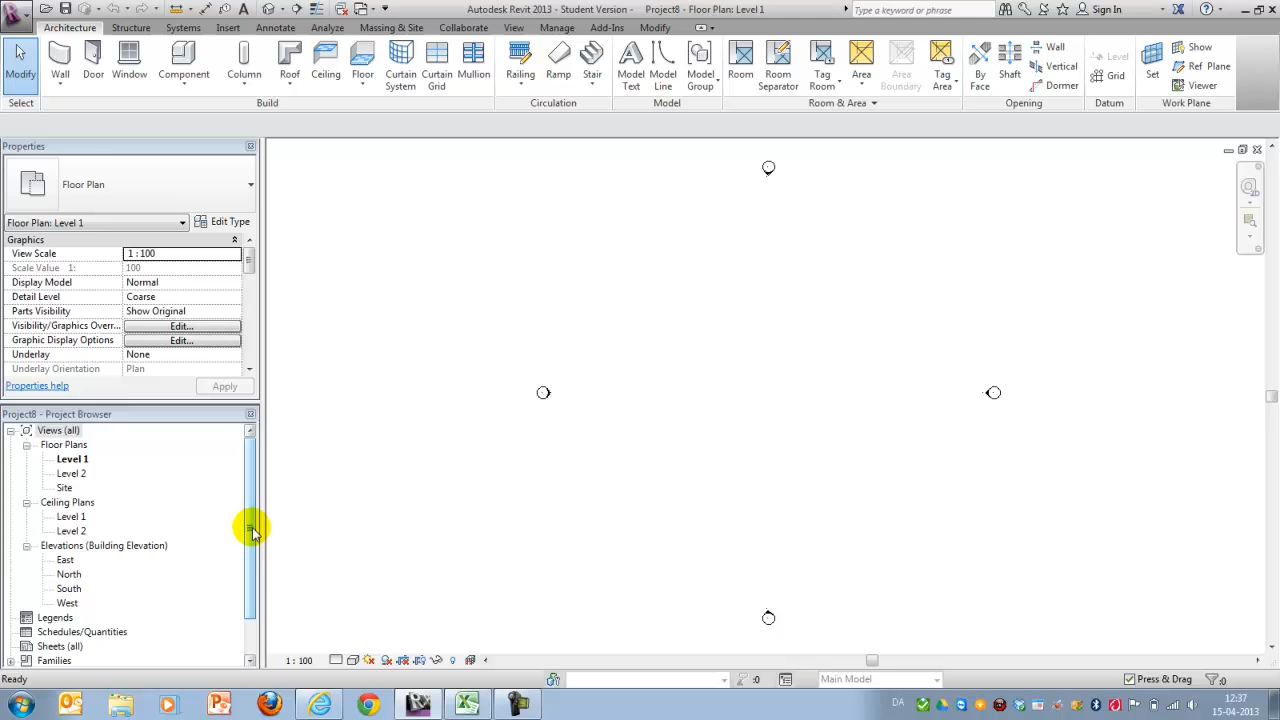 Autodesk Revit 2013 - Student Version - Project8 - Floor Plan: Level 1
Type a keyword or phrase
Sign In
Architecture Structure Systems Insert Annotate Analyze Massing & Site Collaborate View Manage Add-Ins Modify
Modify Wall Door Window Component Column Roof Ceiling Floor Curtain System Curtain Grid Mullion Railing Ramp Stair Model Text Model Line Model Group Room Room Separator Tag Room Area Area Boundary Tag Area By Face Shaft Wall Vertical Dormer Level Grid Set Show Ref Plane Viewer
Select Build Circulation Model Room & Area Opening Datum Work Plane
Properties
Floor Plan
Floor Plan: Level 1 Edit Type
Graphics
View Scale 1 : 100
Scale Value 1: 100
Display Model Normal
Detail Level Coarse
Parts Visibility Show Original
Visibility/Graphics Overr... Edit...
Graphic Display Options Edit...
Underlay None
Underlay Orientation Plan
Properties help Apply
Project8 - Project Browser
Views (all)
Floor Plans
Level 1
Level 2
Site
Ceiling Plans
Level 1
Level 2
Elevations (Building Elevation)
East
North
South
West
Legends
Schedules/Quantities
Sheets (all)
Families
1 : 100
Ready
:0
Main Model
Press & Drag
:0
DA
12:37
15-04-2013